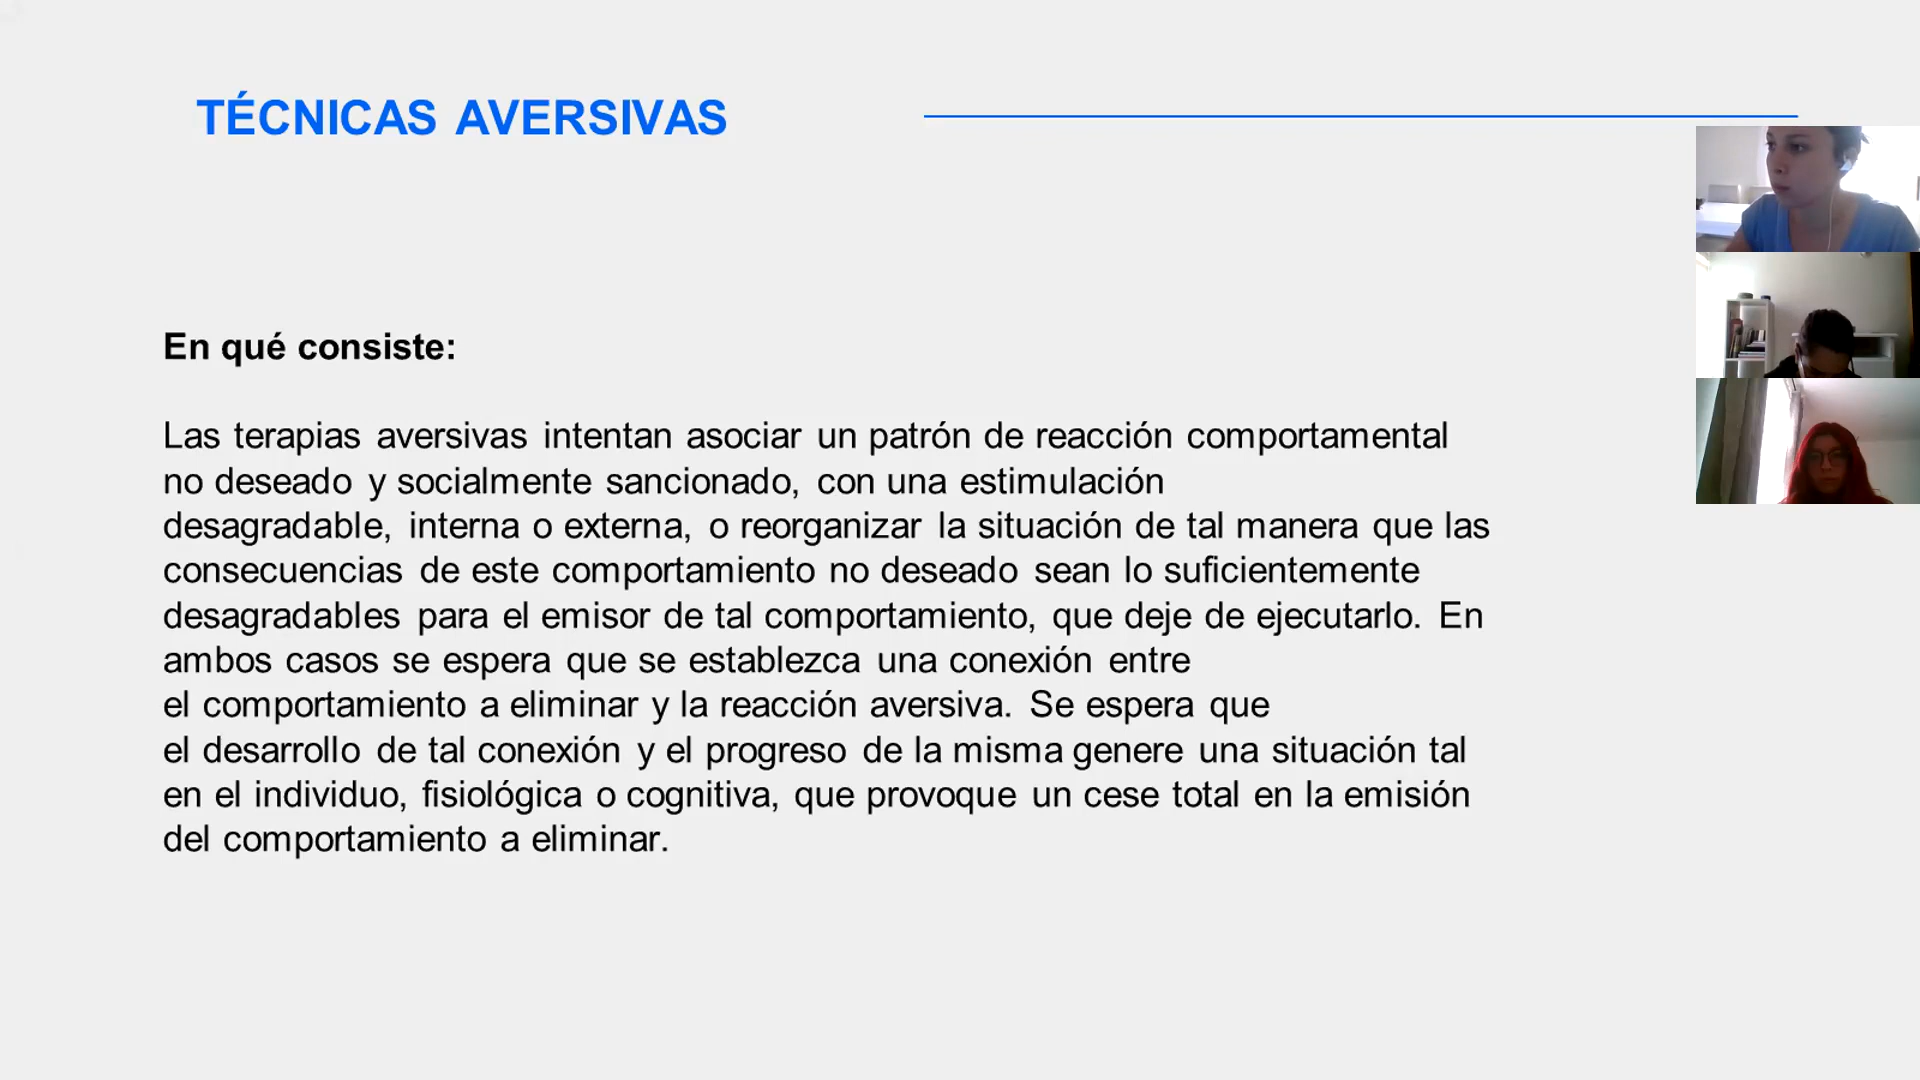 TÉCNICAS AVERSIVAS
En qué consiste:
Las terapias aversivas intentan asociar un patrón de reacción comportamental
no deseado y socialmente sancionado, con una estimulación
desagradable, interna o externa, o reorganizar la situación de tal manera que las
consecuencias de este comportamiento no deseado sean lo suficientemente
desagradables para el emisor de tal comportamiento, que deje de ejecutarlo. En
ambos casos se espera que se establezca una conexión entre
el comportamiento a eliminar y la reacción aversiva. Se espera que
el desarrollo de tal conexión y el progreso de la misma genere una situación tal
en el individuo, fisiológica o cognitiva, que provoque un cese total en la emisión
del comportamiento a eliminar.